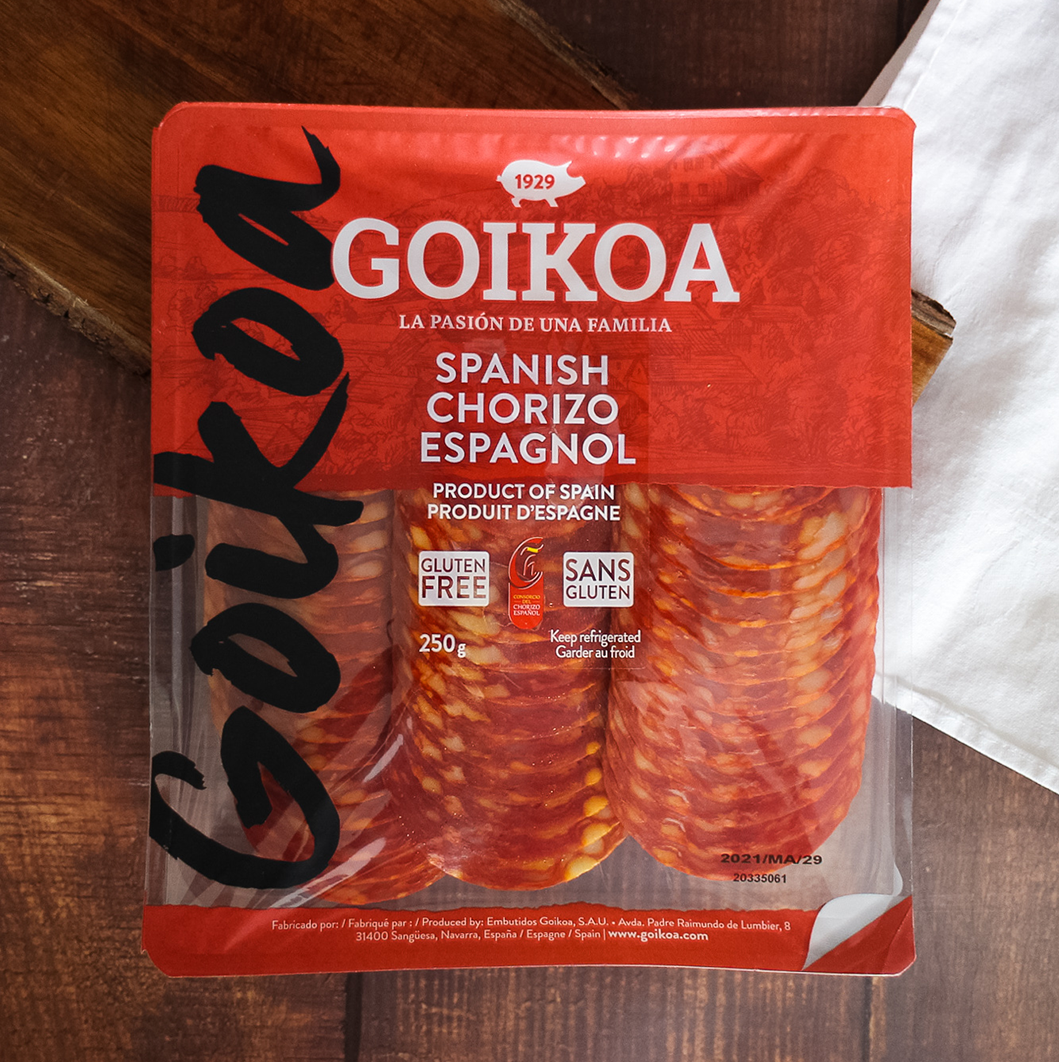 1929
GOIKOA
LA PASIÓN DE UNA FAMILIA
Goikoa
SPANISH
CHORIZO
ESPAGNOL
PRODUCT OF SPAIN
PRODUIT D'ESPAGNE
GLUTEN
FREE
CONSORCIO
DEL
CHORIZO
ESPAÑOL
SANS
GLUTEN
250g
Keep refrigerated
Garder au froid
2021/MA/29
20335061
Fabricado por: / Fabriqué par : / Produced by: Embutidos Goikoa, S.A.U. • Avda. Padre Raimundo de Lumbier, 8
31400 Sangüesa, Navarra, España / Espagne / Spain | www.goikoa.com